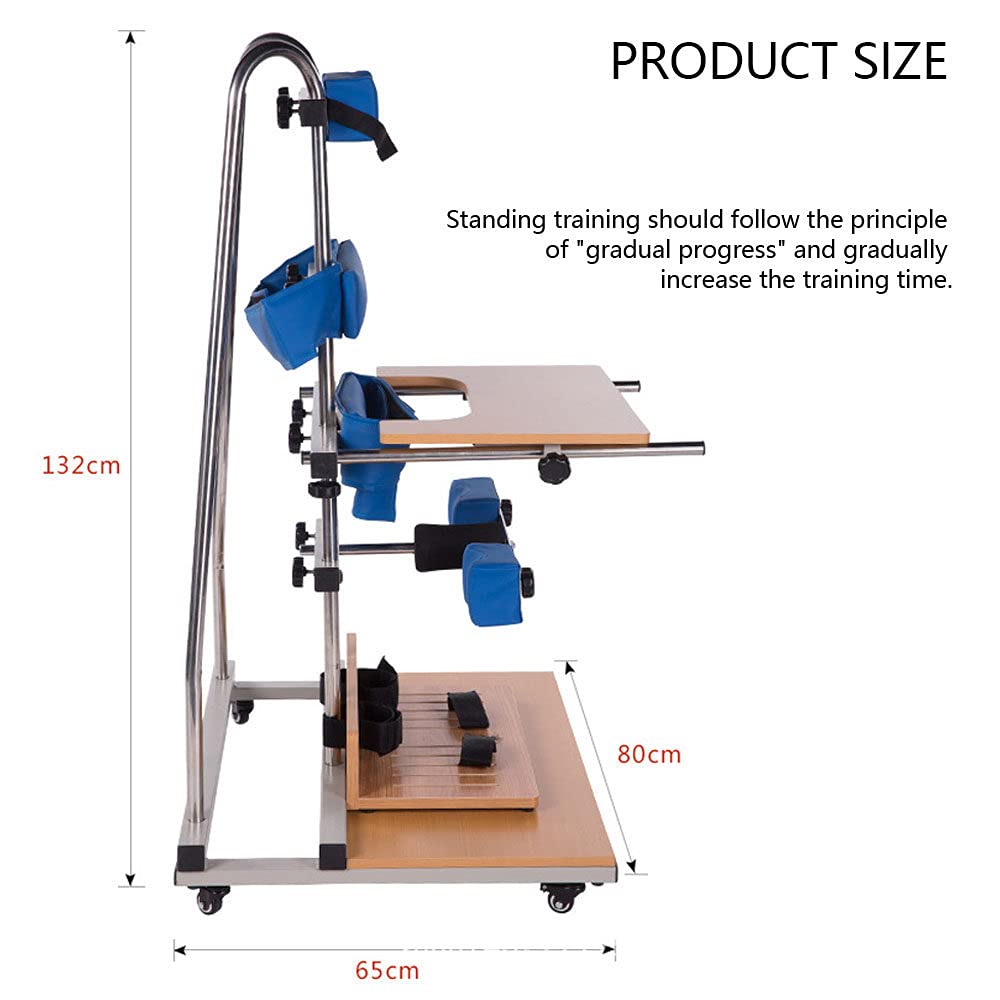 PRODUCT SIZE
Standing training should follow the principle
of "gradual progress" and gradually
increase the training time.
132cm
80cm
65cm